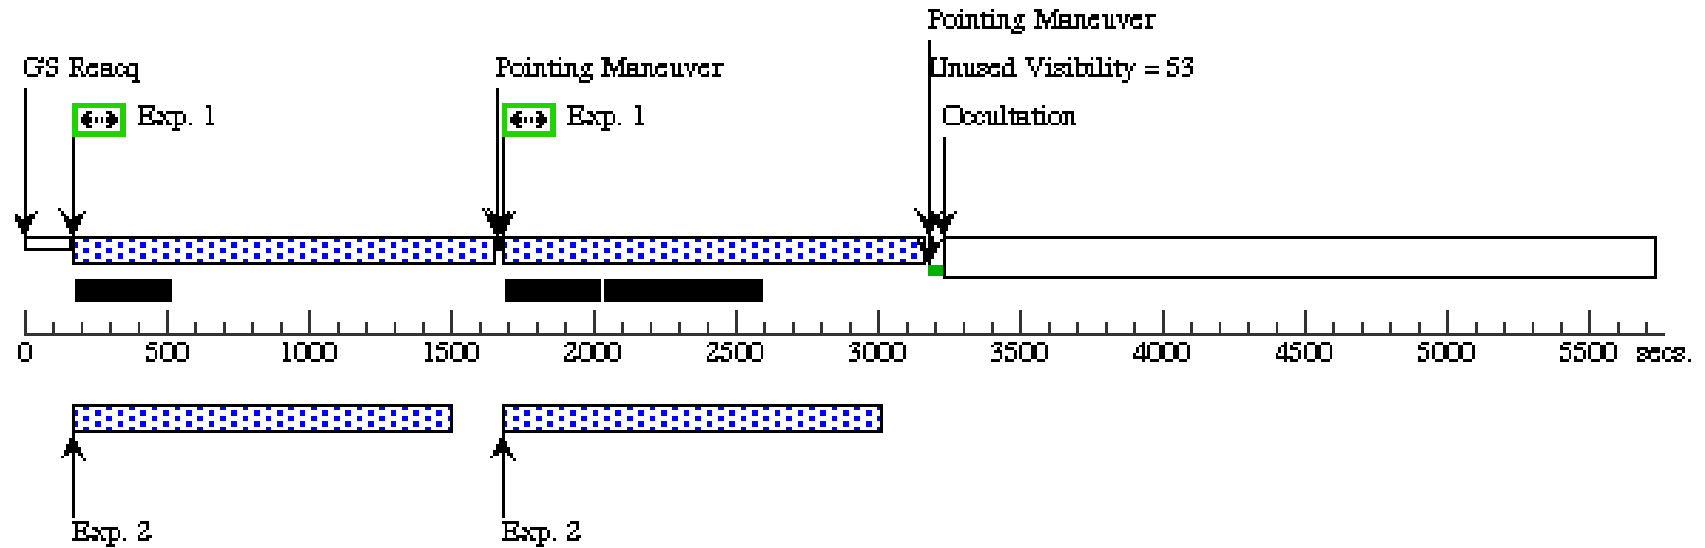 Pointing Maneuver
GS Reacq
Pointing Maneuver
Unused Visibility = 53
Exp. 1
Exp. 1
Occultation
0 500 1000 1500 2000 2500 3000 3500 4000 4500 5000 5500 secs.
Exp. 2
Exp. 2